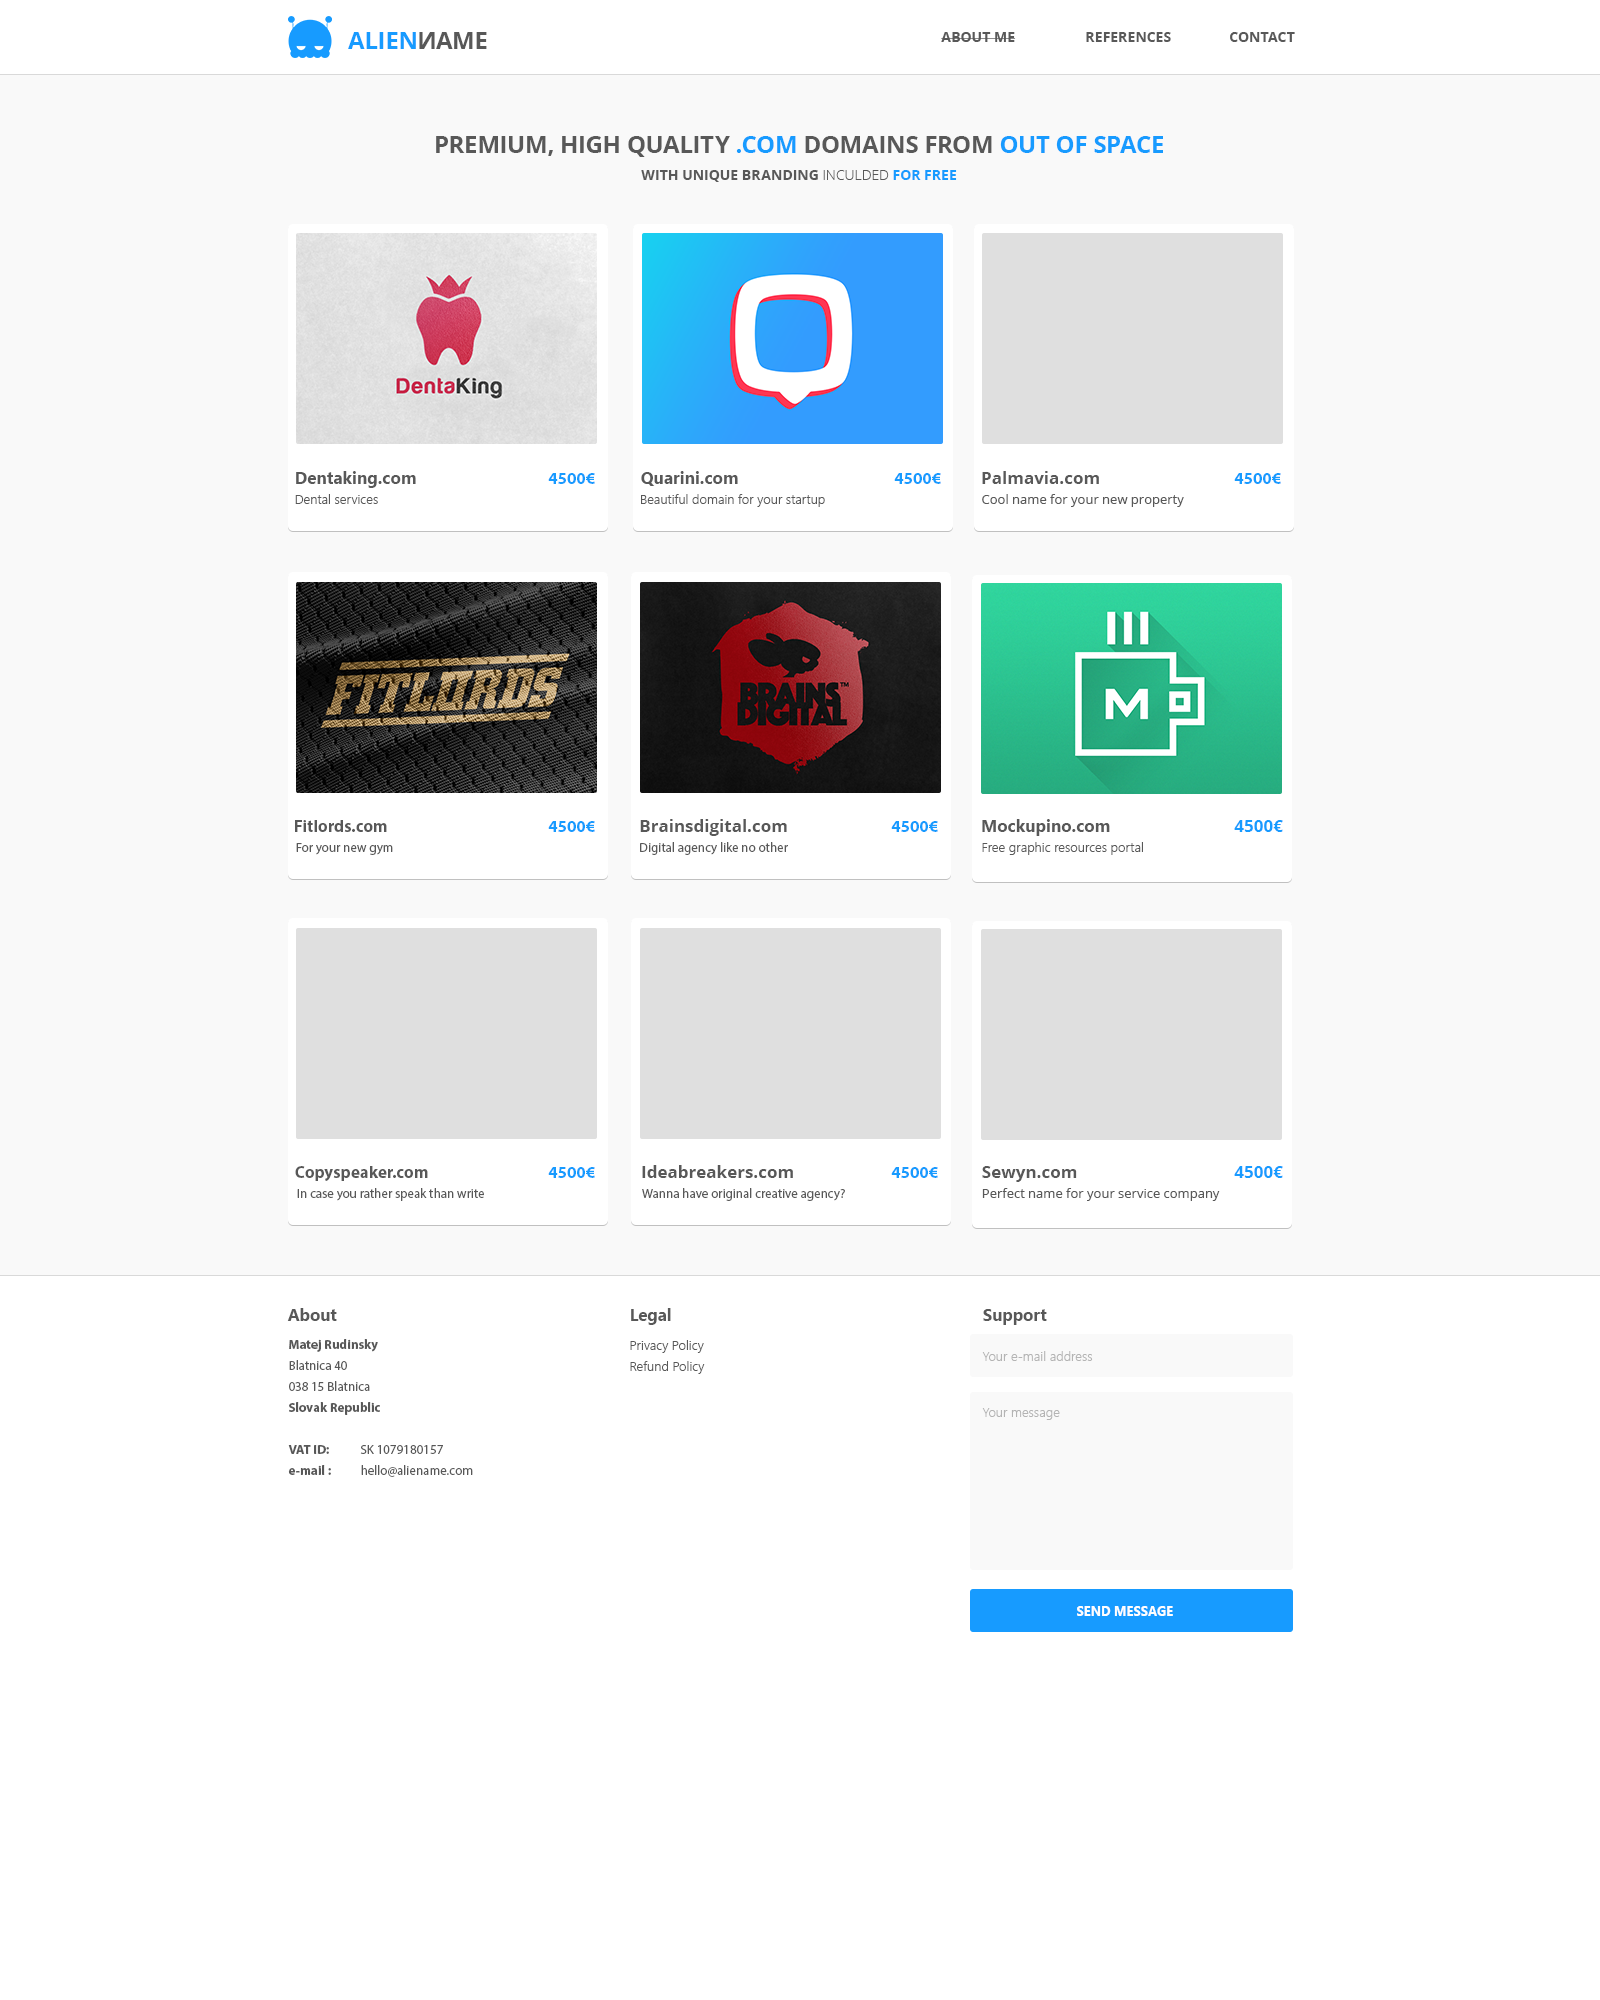 ALIENИAME
ABOUT ME REFERENCES CONTACT
PREMIUM, HIGH QUALITY .COM DOMAINS FROM OUT OF SPACE
WITH UNIQUE BRANDING INCULDED FOR FREE
DentaKing
Dentaking.com 4500€
Dental services
Quarini.com 4500€
Beautiful domain for your startup
Palmavia.com 4500€
Cool name for your new property
FITLORDS
BRAINS™
DIGITAL
M
Fitlords.com 4500€
For your new gym
Brainsdigital.com 4500€
Digital agency like no other
Mockupino.com 4500€
Free graphic resources portal
Copyspeaker.com 4500€
In case you rather speak than write
Ideabreakers.com 4500€
Wanna have original creative agency?
Sewyn.com 4500€
Perfect name for your service company
About
Matej Rudinsky
Blatnica 40
038 15 Blatnica
Slovak Republic
VAT ID: SK 1079180157
e-mail : hello@aliename.com
Legal
Privacy Policy
Refund Policy
Support
Your e-mail address
Your message
SEND MESSAGE